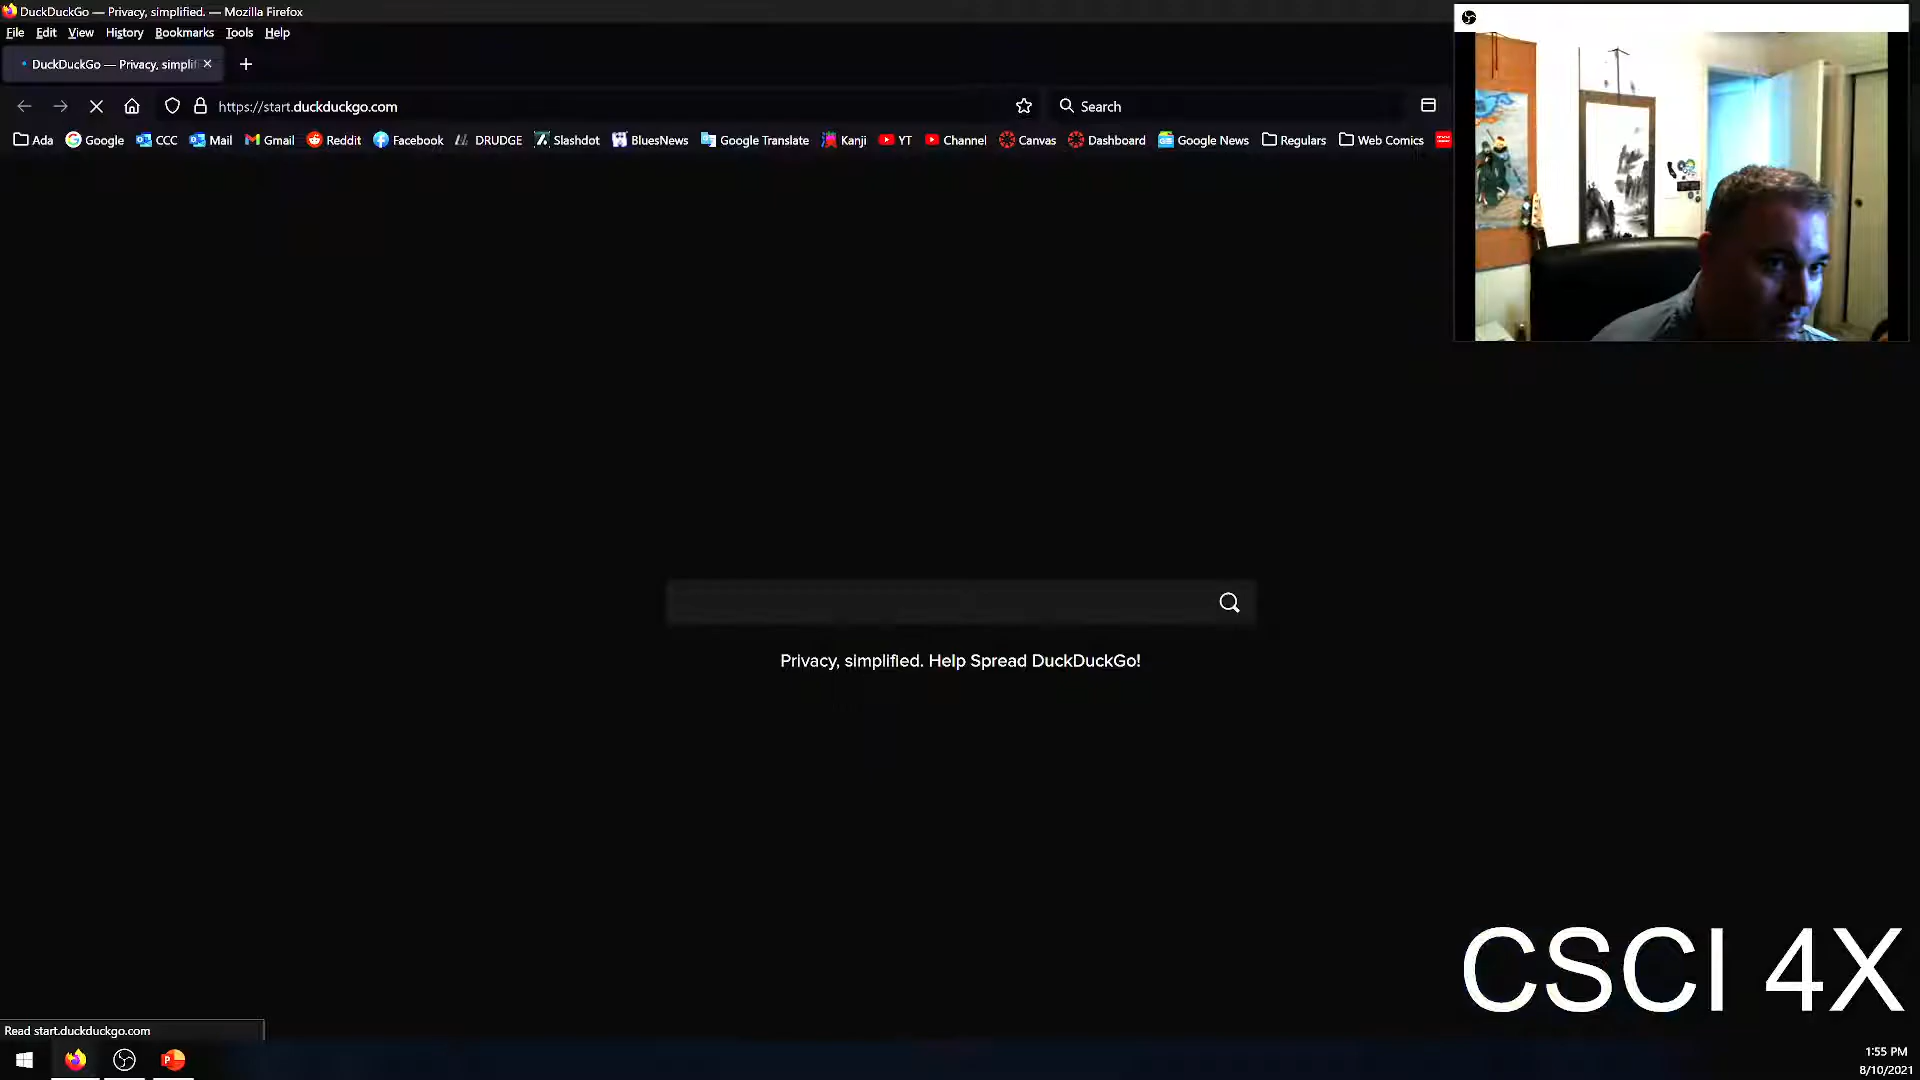 DuckDuckGo — Privacy, simplified. — Mozilla Firefox
File Edit View History Bookmarks Tools Help
DuckDuckGo — Privacy, simplifi
https://start.duckduckgo.com
Search
Ada Google CCC Mail Gmail Reddit Facebook DRUDGE Slashdot BluesNews Google Translate Kanji YT Channel Canvas Dashboard Google News Regulars Web Comics
Privacy, simplified. Help Spread DuckDuckGo!
CSCI 4X
Read start.duckduckgo.com
1:55 PM
8/10/2021